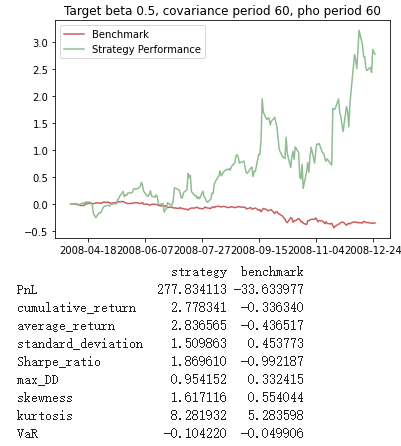 Target beta 0.5, covariance period 60, pho period 60
Benchmark
Strategy Performance
3.0
2.5
2.0
1.5
1.0
0.5
0.0
−0.5
2008-04-18 2008-06-07 2008-07-27 2008-09-15 2008-11-04 2008-12-24
strategy benchmark
PnL 277.834113 -33.633977
cumulative_return 2.778341 -0.336340
average_return 2.836565 -0.436517
standard_deviation 1.509863 0.453773
Sharpe_ratio 1.869610 -0.992187
max_DD 0.954152 0.332415
skewness 1.617116 0.554044
kurtosis 8.281932 5.283598
VaR -0.104220 -0.049906